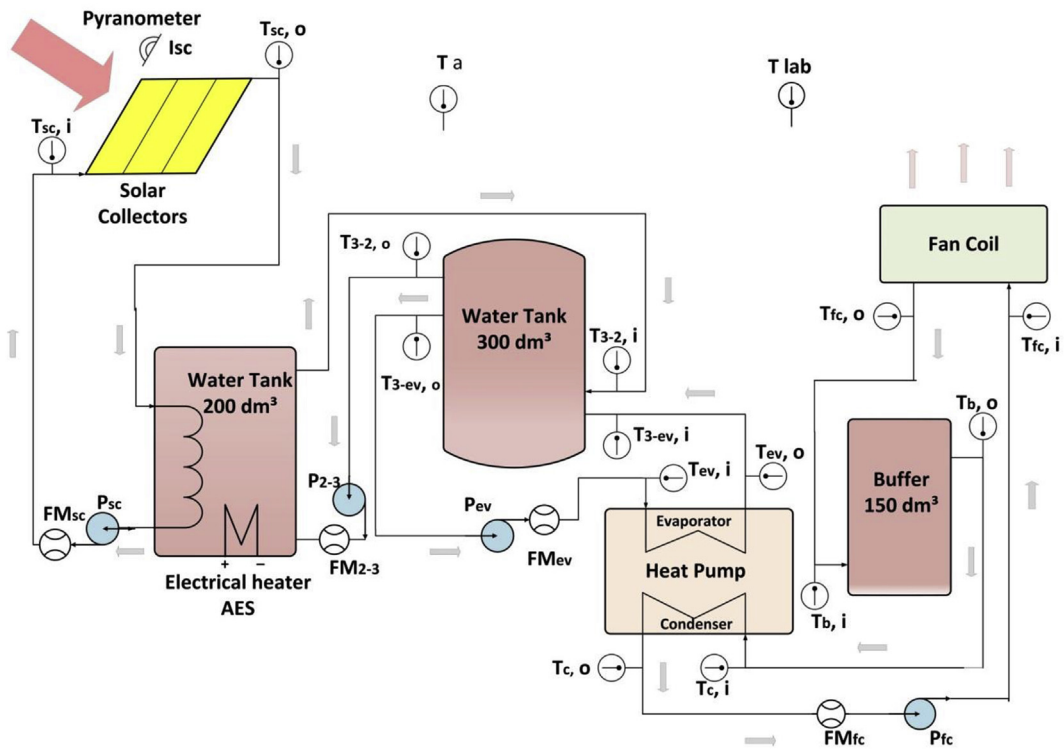 Pyranometer
Isc
Tsc, o
T a
T lab
Tsc, i
Solar
Collectors
T3-2, o
Water Tank
300 dm³
Fan Coil
Tfc, o
Tfc, i
T3-2, i
T3-ev, o
Water Tank
200 dm³
Tb, o
T3-ev, i
Tev, o
Tev, i
Buffer
150 dm³
P2-3
Pev
Psc
FMsc
Evaporator
FMev
FM2-3
Heat Pump
+ −
Electrical heater
AES
Condenser
Tb, i
Tc, o
Tc, i
FMfc
Pfc